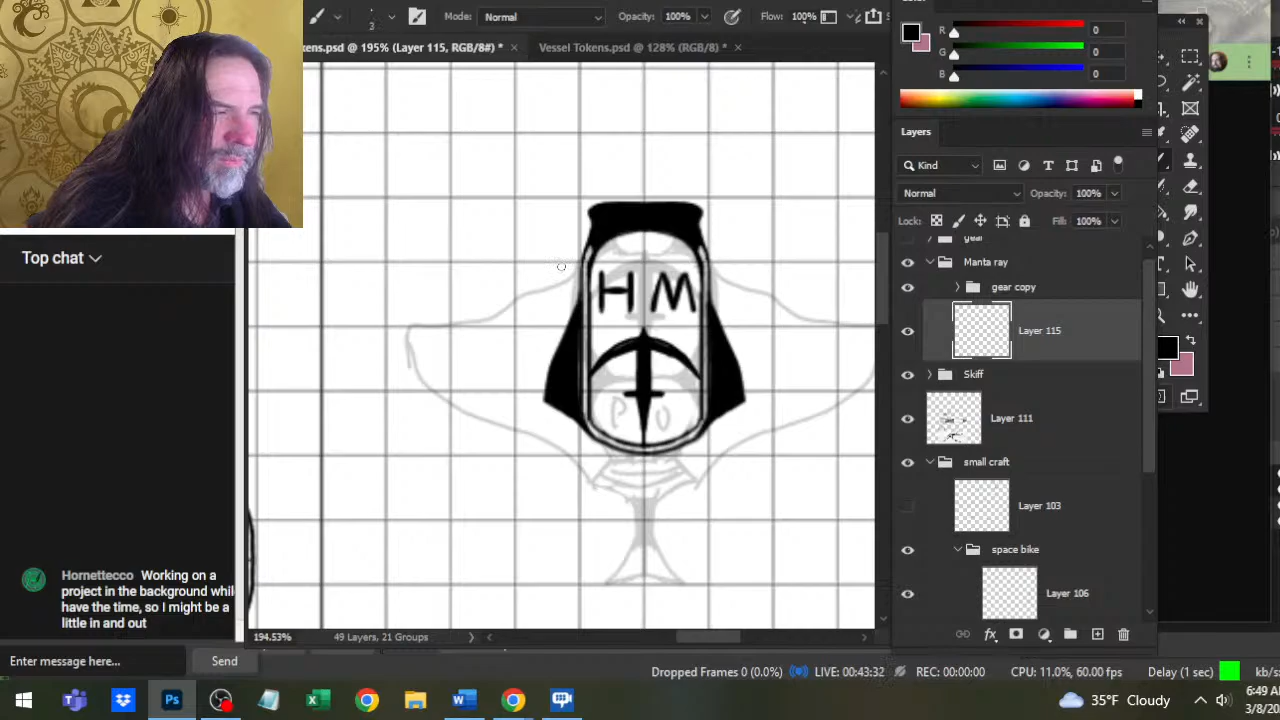 3
Mode: Normal
Opacity: 100%
Flow: 100%
kens.psd @ 195% (Layer 115, RGB/8#) *
Vessel Tokens.psd @ 128% (RGB/8) *
R 0
G 0
B 0
Layers
Kind
Normal
Opacity: 100%
Lock:
Fill: 100%
gear
Manta ray
gear copy
Layer 115
Skiff
Layer 111
small craft
Layer 103
space bike
Layer 106
H M
P O
Top chat
Hornettecco Working on a
project in the background whil
have the time, so I might be a
little in and out
Enter message here...
Send
194.53%
49 Layers, 21 Groups
Dropped Frames 0 (0.0%)
LIVE: 00:43:32
REC: 00:00:00
CPU: 11.0%, 60.00 fps
Delay (1 sec)
kb/s
35°F Cloudy
6:49 A
3/8/20